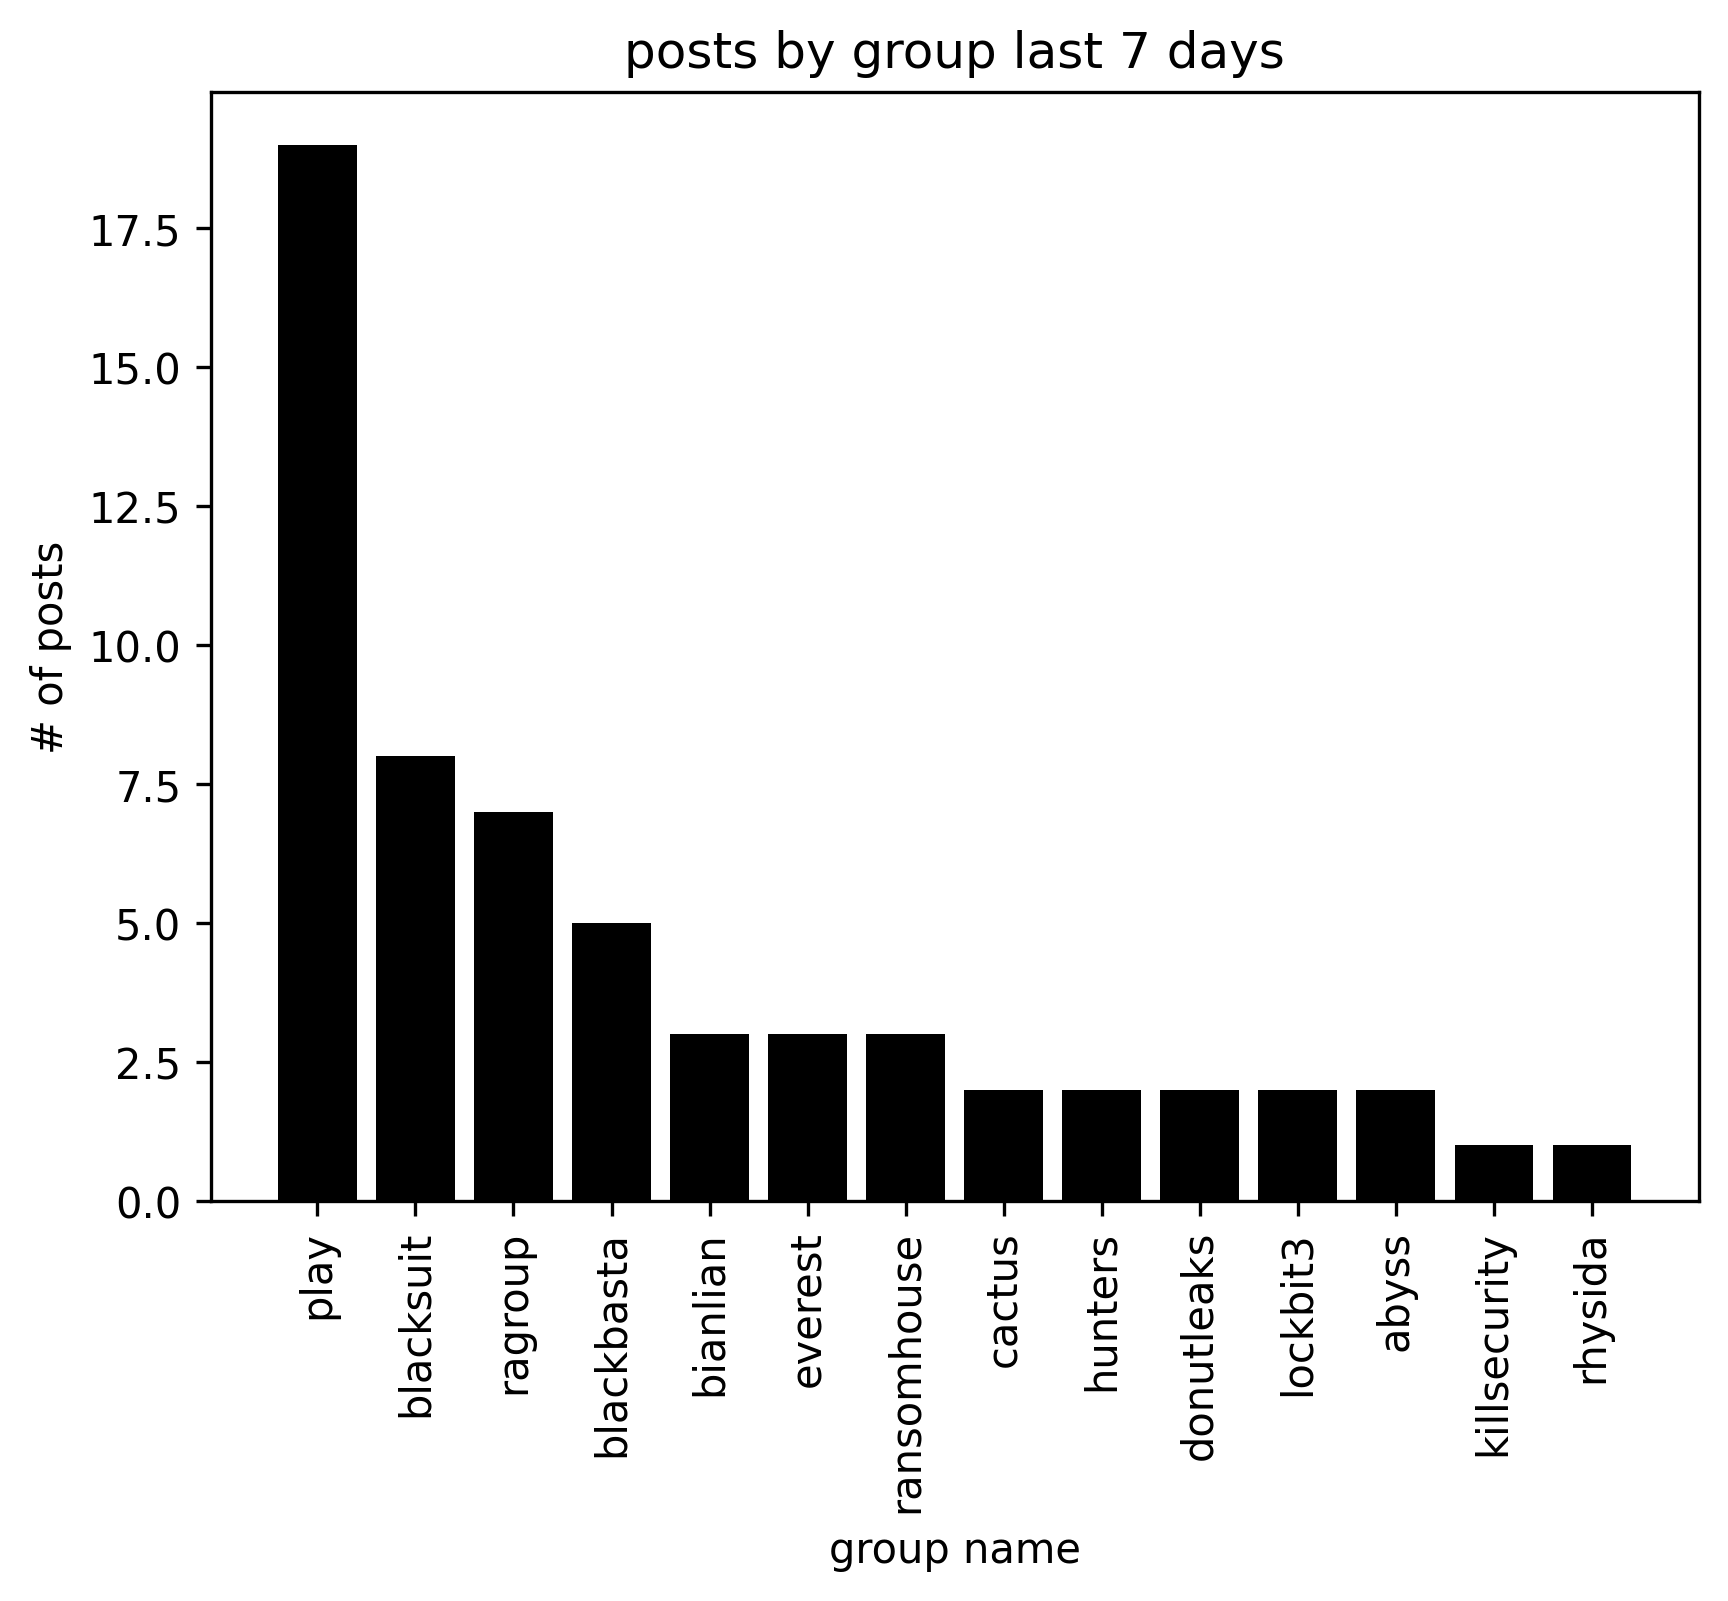 posts by group last 7 days
# of posts
17.5
15.0
12.5
10.0
7.5
5.0
2.5
0.0
play
blacksuit
ragroup
blackbasta
bianlian
everest
ransomhouse
cactus
hunters
donutleaks
lockbit3
abyss
killsecurity
rhysida
group name